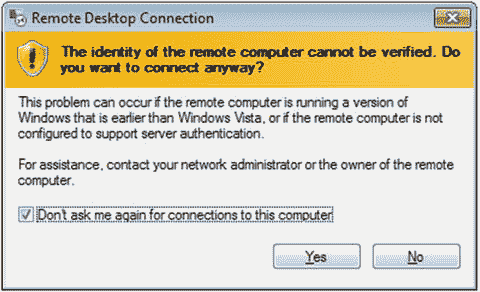 Remote Desktop Connection
The identity of the remote computer cannot be verified. Do
you want to connect anyway?
This problem can occur if the remote computer is running a version of
Windows that is earlier than Windows Vista, or if the remote computer is not
configured to support server authentication.
For assistance, contact your network administrator or the owner of the remote
computer.
Don't ask me again for connections to this computer
Yes No